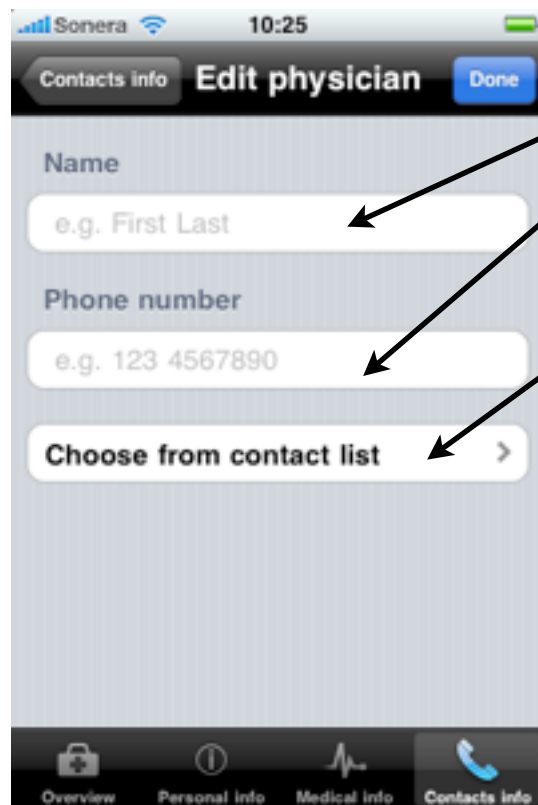 Sonera 10:25
Contacts info Edit physician Done
Name
e.g. First Last
Phone number
e.g. 123 4567890
Choose from contact list
Overview Personal info Medical info Contacts info